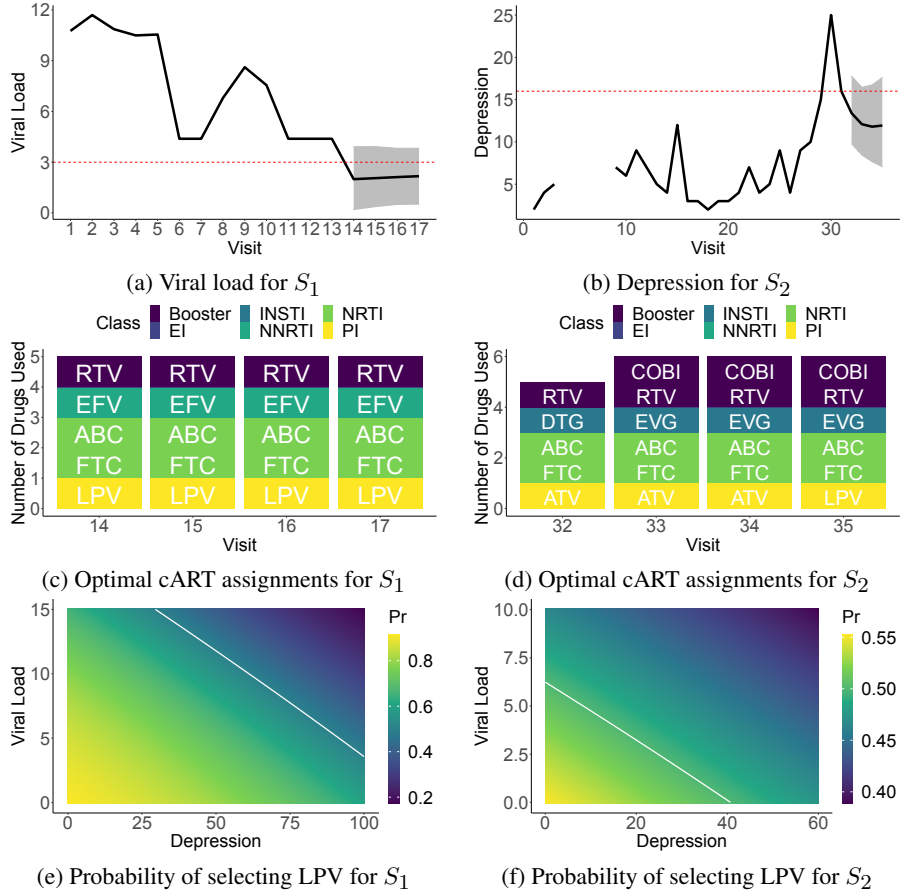 12
9
6
3
0
Viral Load
1 2 3 4 5 6 7 8 9 10 11 12 13 14 15 16 17
Visit
(a) Viral load for S1
25
20
15
10
5
Depression
0 10 20 30
Visit
(b) Depression for S2
Class Booster INSTI NRTI
EI NNRTI PI
5
4
3
2
1
0
Number of Drugs Used
RTV RTV RTV RTV
EFV EFV EFV EFV
ABC ABC ABC ABC
FTC FTC FTC FTC
LPV LPV LPV LPV
14 15 16 17
Visit
(c) Optimal cART assignments for S1
Class Booster INSTI NRTI
EI NNRTI PI
6
4
2
0
Number of Drugs Used
COBI COBI COBI
RTV RTV RTV RTV
DTG EVG EVG EVG
ABC ABC ABC ABC
FTC FTC FTC FTC
ATV ATV ATV LPV
32 33 34 35
Visit
(d) Optimal cART assignments for S2
15
10
5
0
Viral Load
0 25 50 75 100
Depression
Pr
0.8
0.6
0.4
0.2
(e) Probability of selecting LPV for S1
10.0
7.5
5.0
2.5
0.0
Viral Load
0 20 40 60
Depression
Pr
0.55
0.50
0.45
0.40
(f) Probability of selecting LPV for S2